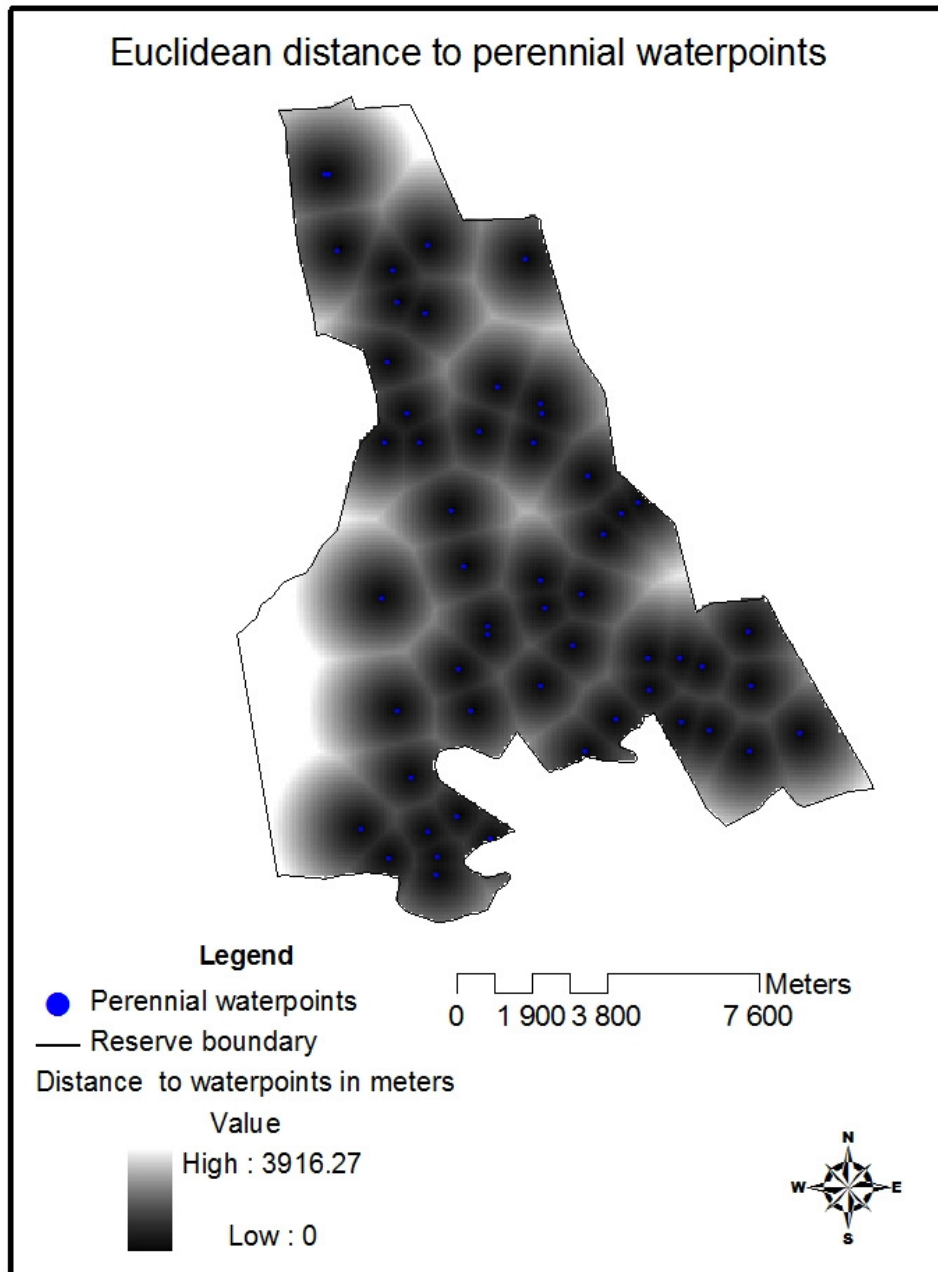 Euclidean distance to perennial waterpoints
Legend
Perennial waterpoints
Reserve boundary
Distance to waterpoints in meters
Value
High : 3916.27
Low : 0
Meters
0 1 900 3 800 7 600
N
W E
S